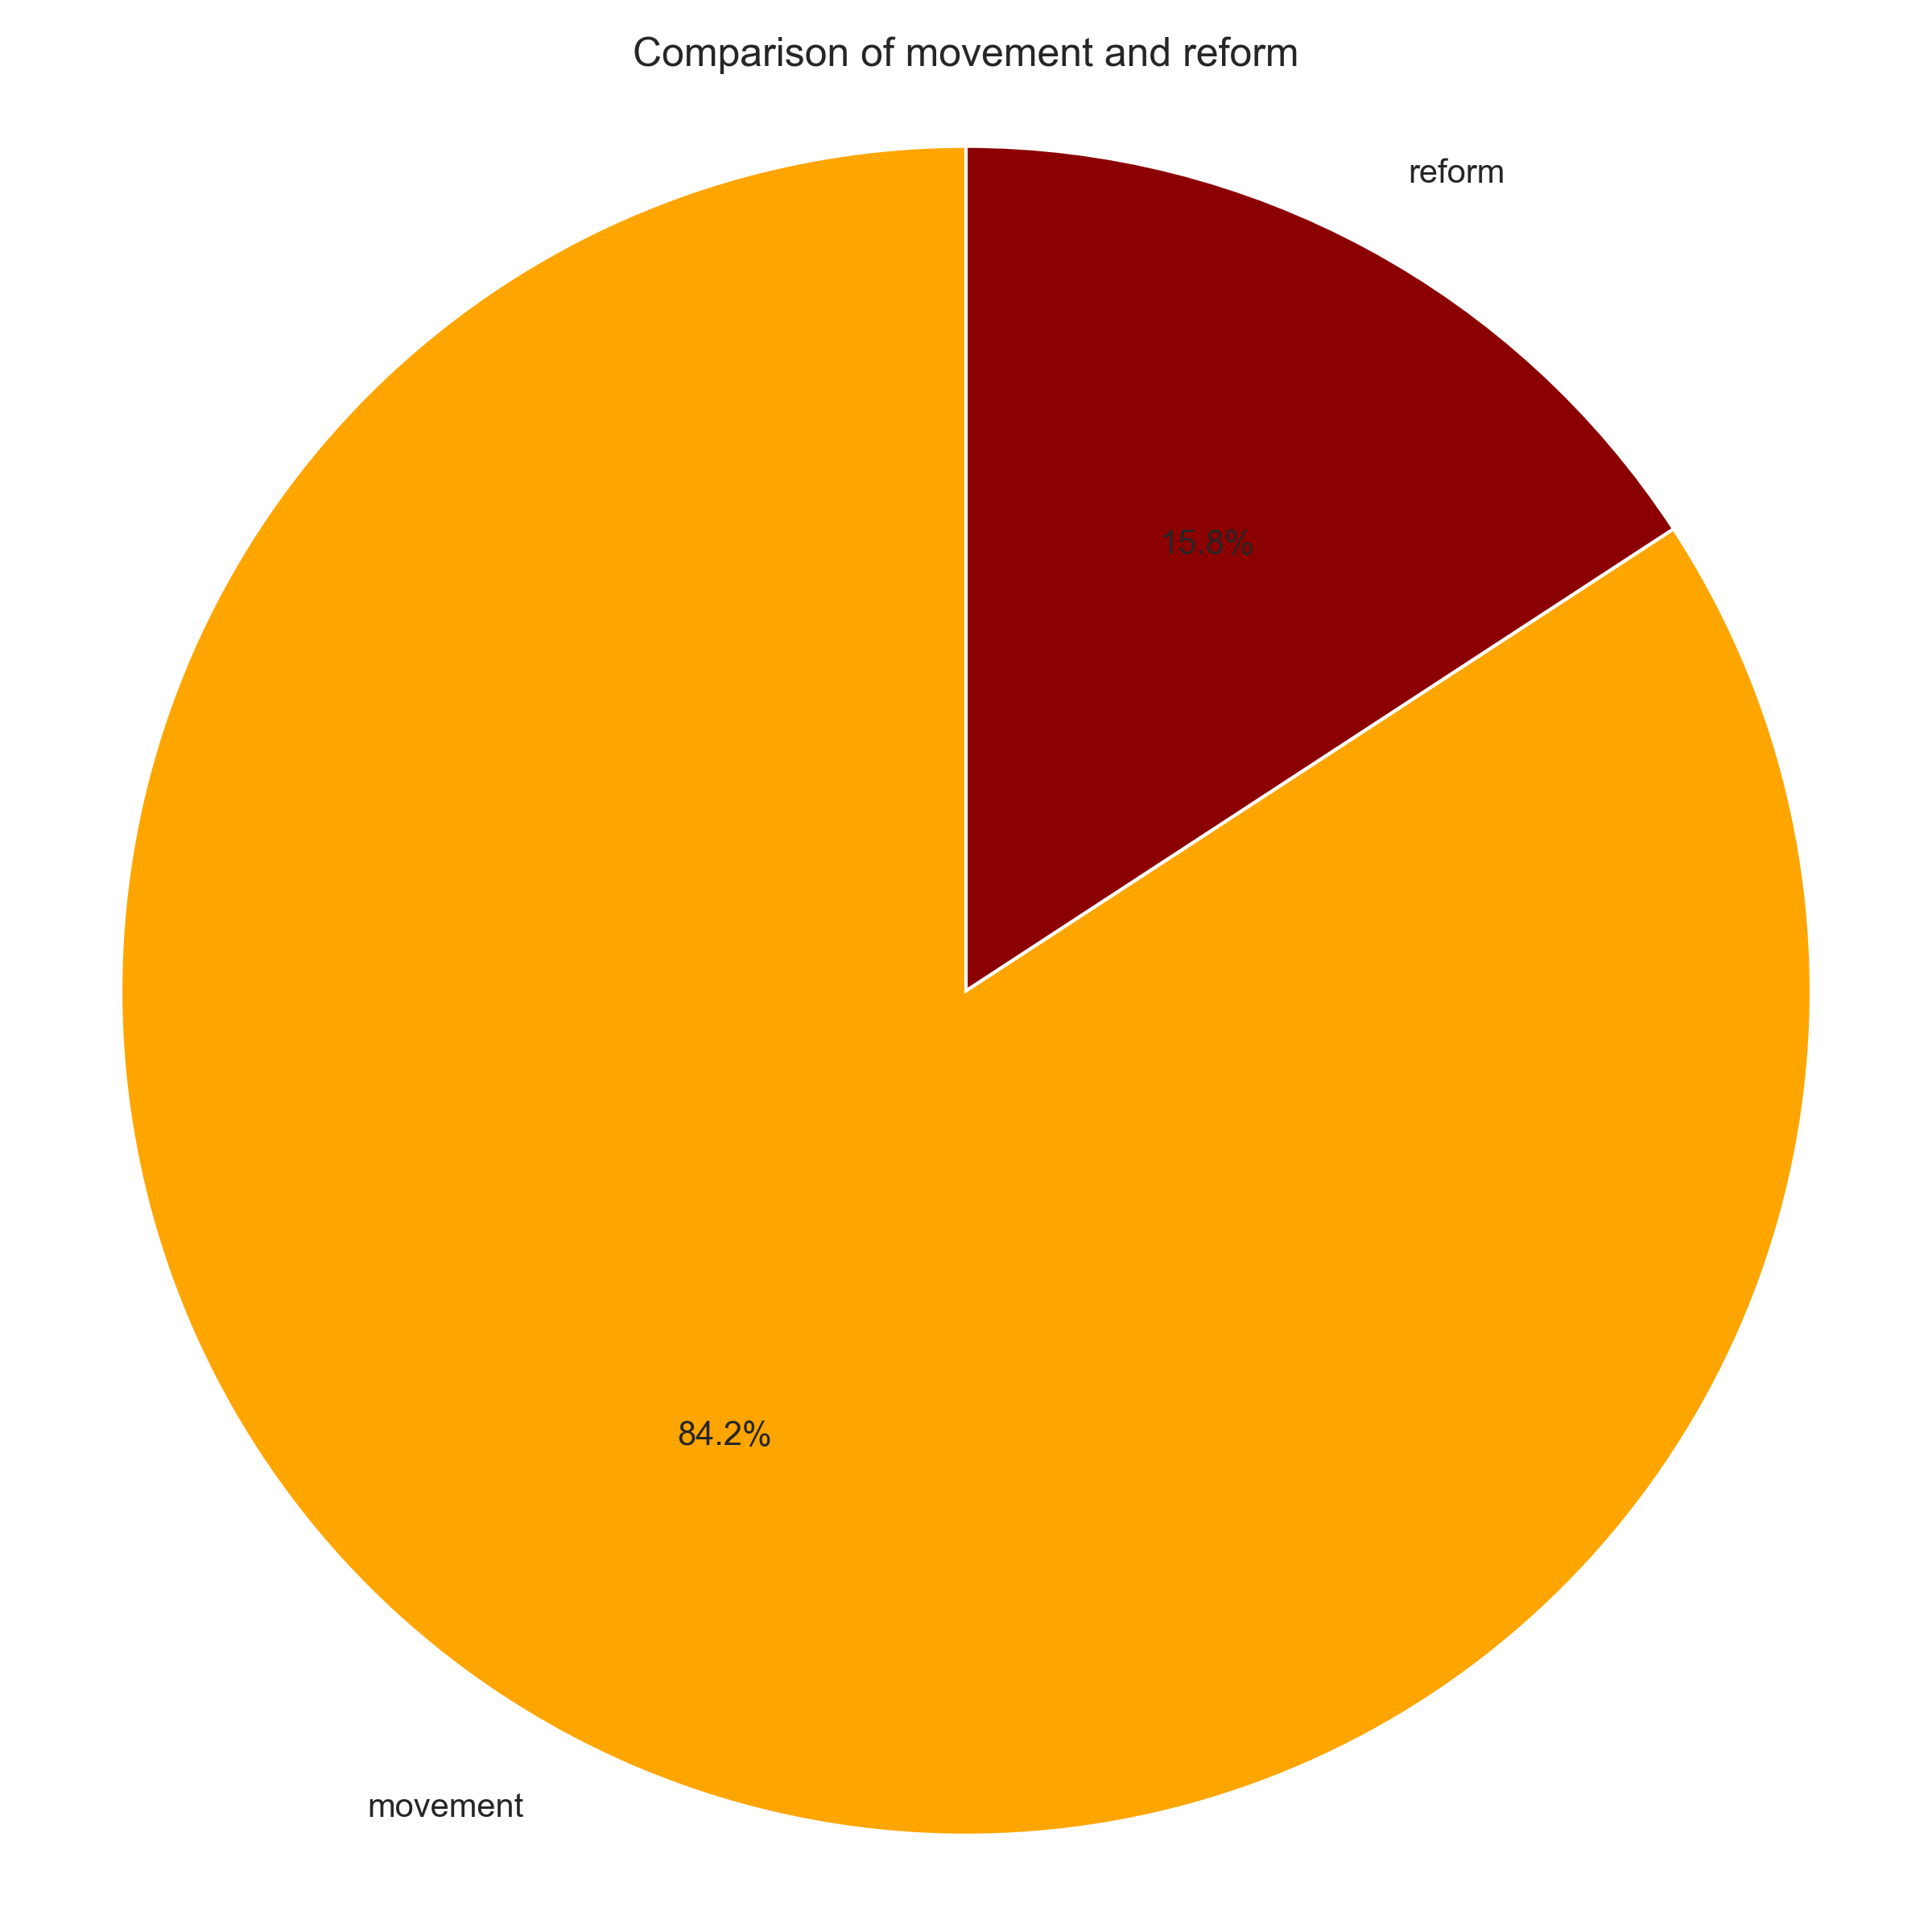 Comparison of movement and reform
reform
15.8%
84.2%
movement